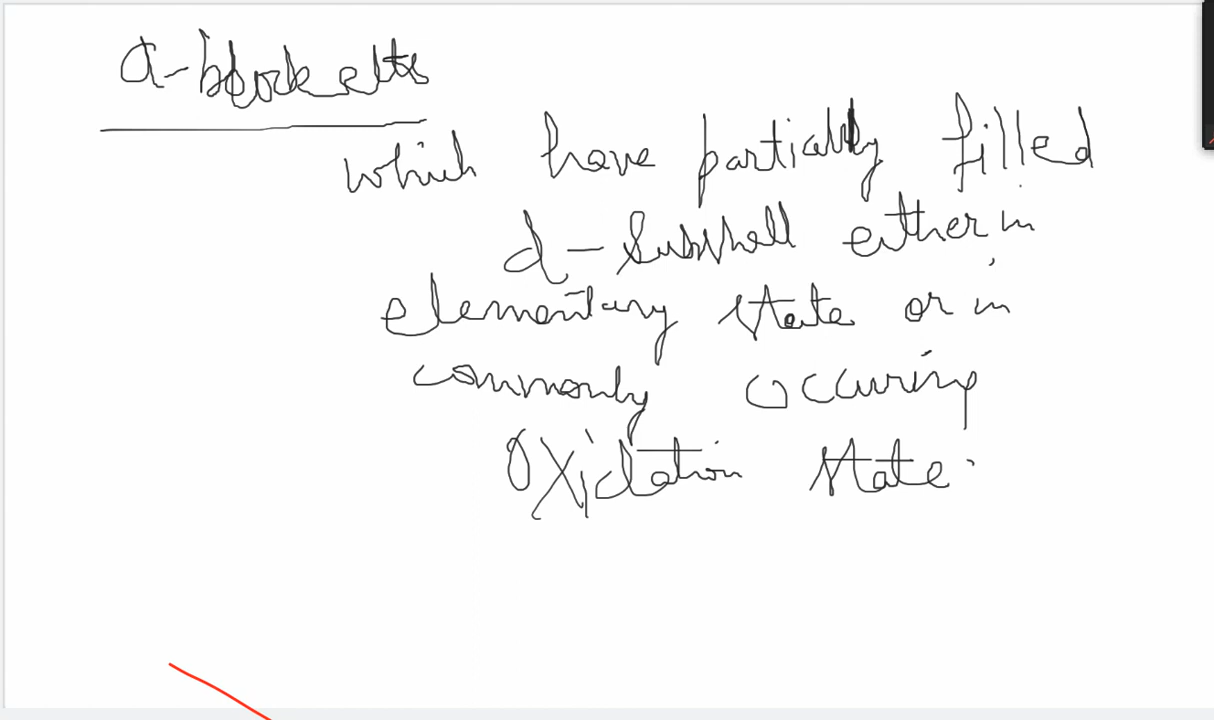 d-block elts
which have partially filled
d-subshell either in
elementary state or in
commonly occuring
Oxidation state.